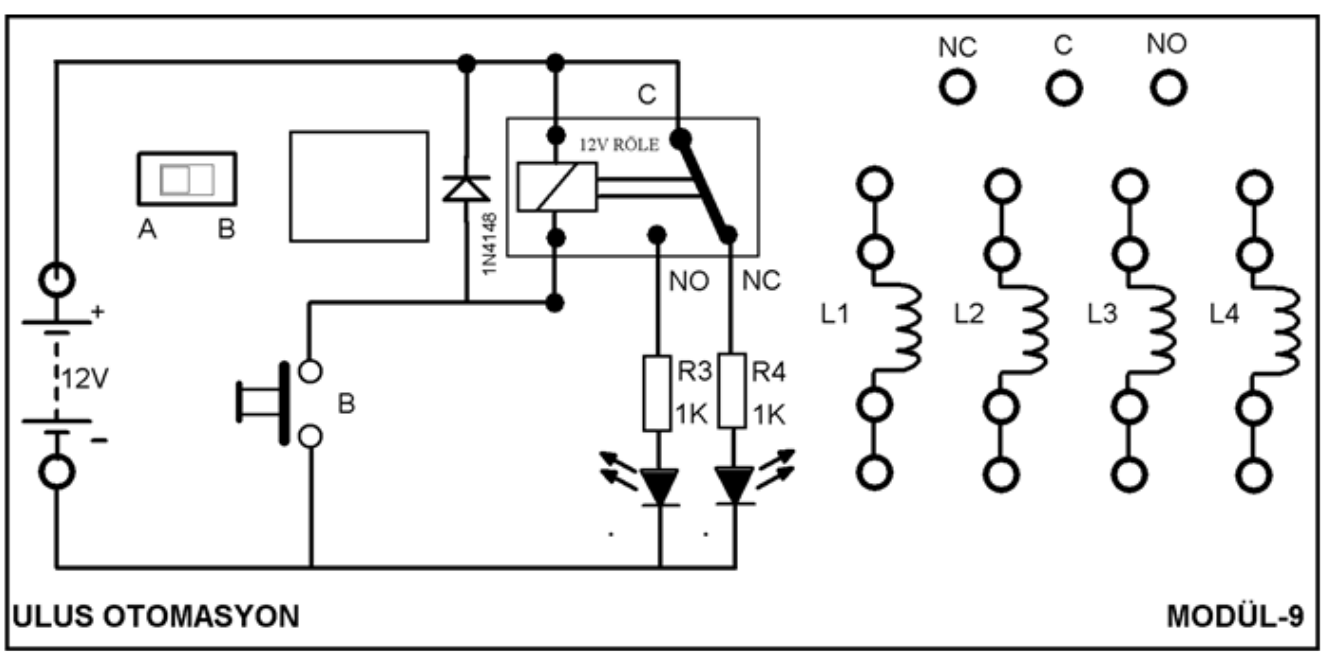 NC C NO
C
12V RÖLE
A B
1N4148
NO NC
+
12V
-
L1 L2 L3 L4
R3 R4
1K 1K
B
ULUS OTOMASYON
MODÜL-9